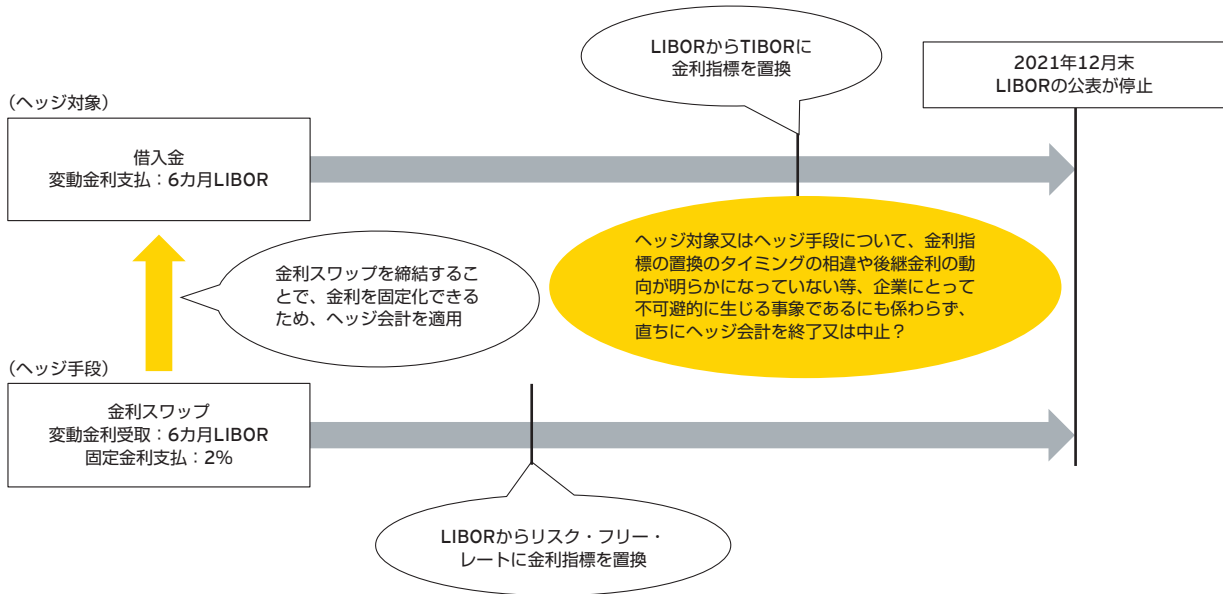 LIBORからTIBORに
金利指標を置換
2021年12月末
LIBORの公表が停止
（ヘッジ対象）
借入金
変動金利支払：6カ月LIBOR
金利スワップを締結するこ
とで、金利を固定化できる
ため、ヘッジ会計を適用
ヘッジ対象又はヘッジ手段について、金利指
標の置換のタイミングの相違や後継金利の動
向が明らかになっていない等、企業にとって
不可避的に生じる事象であるにも係わらず、
直ちにヘッジ会計を終了又は中止？
（ヘッジ手段）
金利スワップ
変動金利受取：6カ月LIBOR
固定金利支払：2%
LIBORからリスク・フリー・
レートに金利指標を置換